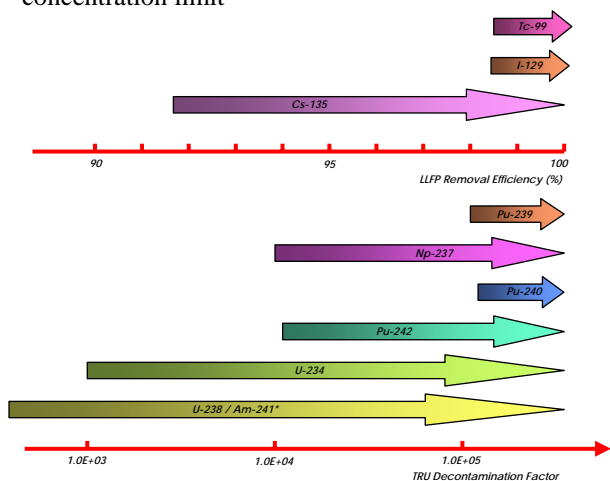 concentration limit
Tc-99
I-129
Cs-135
90 95 100
LLFP Removal Efficiency (%)
Pu-239
Np-237
Pu-240
Pu-242
U-234
U-238 / Am-241*
1.0E+03 1.0E+04 1.0E+05
TRU Decontamination Factor